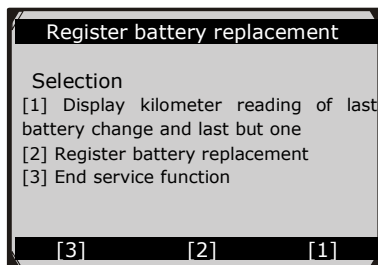 Register battery replacement
Selection
[1] Display kilometer reading of last
battery change and last but one
[2] Register battery replacement
[3] End service function
[3] [2] [1]